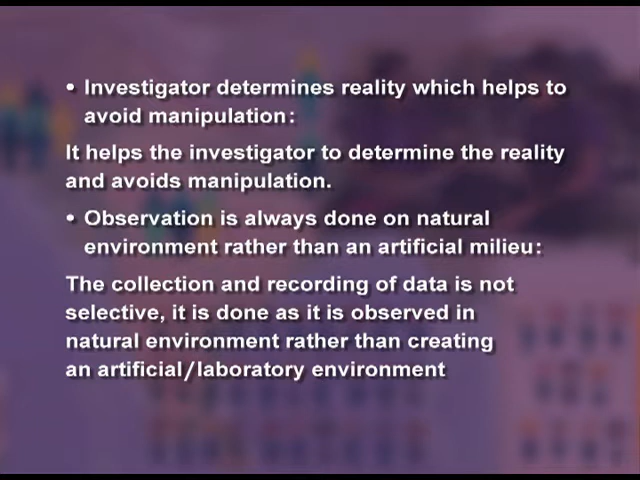 • Investigator determines reality which helps to
avoid manipulation:
It helps the investigator to determine the reality
and avoids manipulation.
• Observation is always done on natural
environment rather than an artificial milieu:
The collection and recording of data is not
selective, it is done as it is observed in
natural environment rather than creating
an artificial/laboratory environment